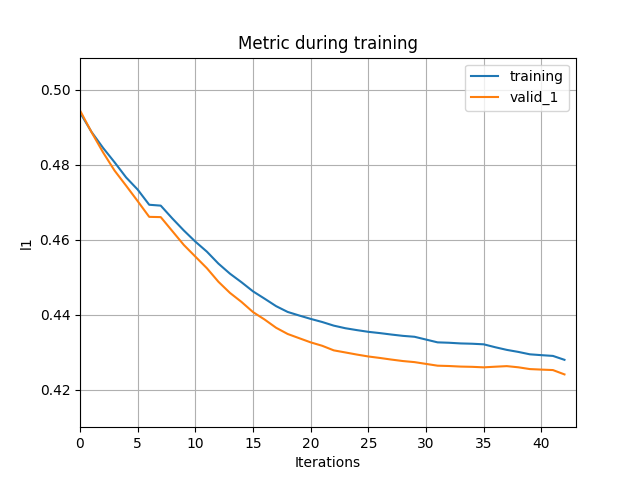 Metric during training
training
valid_1
0.50
0.48
0.46
0.44
0.42
l1
0 5 10 15 20 25 30 35 40
Iterations